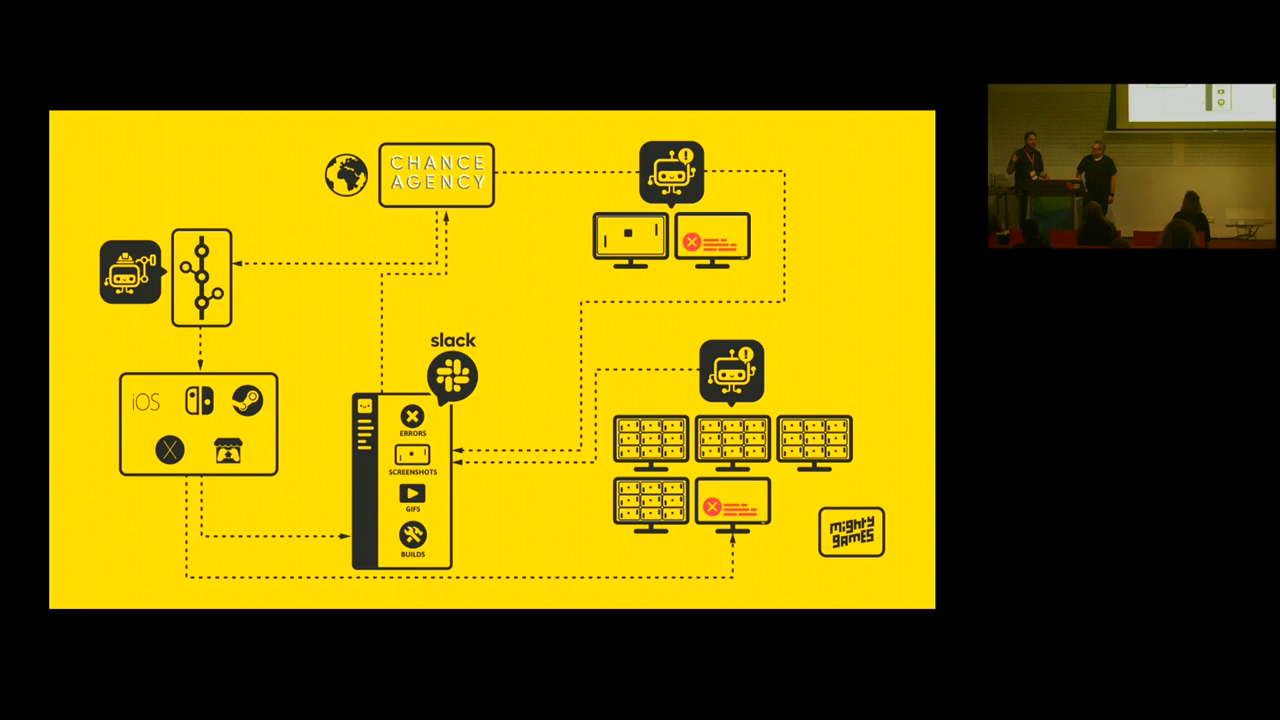 CHANCE
AGENCY
slack
iOS
ERRORS
SCREENSHOTS
GIFS
BUILDS
mighty
games